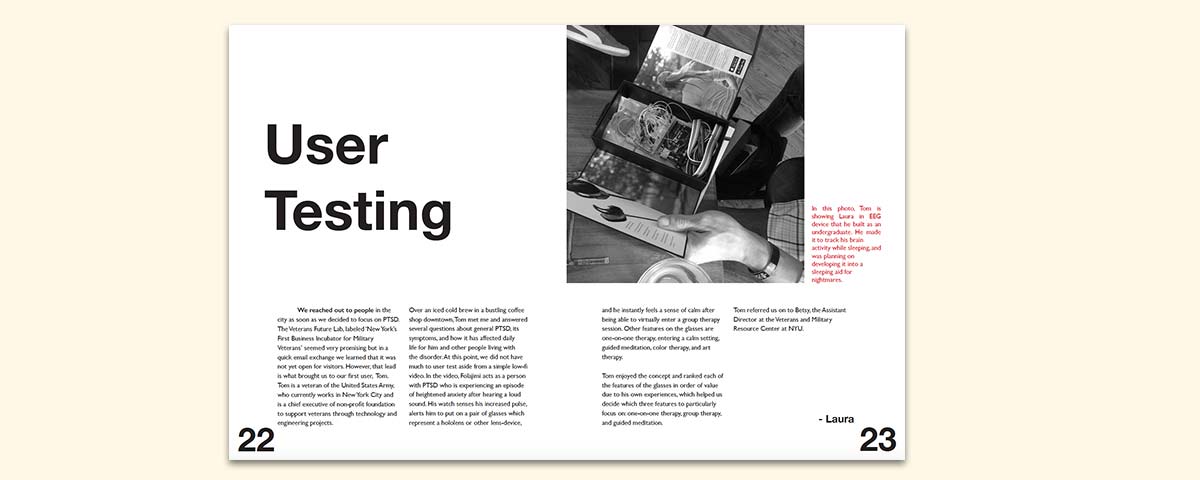 User
Testing
In this photo, Tom is
showing Laura in EEG
device that he built as an
undergraduate. He made
it to track his brain
activity while sleeping, and
was planning on
developing it into a
sleeping aid for
nightmares.
We reached out to people in the
city as soon as we decided to focus on PTSD.
The Veterans Future Lab, labeled 'New York's
First Business Incubator for Military
Veterans' seemed very promising but in a
quick email exchange we learned that it was
not yet open for visitors. However, that lead
is what brought us to our first user, Tom.
Tom is a veteran of the United States Army,
who currently works in New York City and
is a chief executive of non-profit foundation
to support veterans through technology and
engineering projects.
Over an iced cold brew in a bustling coffee
shop downtown, Tom met me and answered
several questions about general PTSD, its
symptoms, and how it has affected daily
life for him and other people living with
the disorder. At this point, we did not have
much to user test aside from a simple low-fi
video. In the video, Folajimi acts as a person
with PTSD who is experiencing an episode
of heightened anxiety after hearing a loud
sound. His watch senses his increased pulse,
alerts him to put on a pair of glasses which
represent a hololens or other lens-device,
and he instantly feels a sense of calm after
being able to virtually enter a group therapy
session. Other features on the glasses are
one-on-one therapy, entering a calm setting,
guided meditation, color therapy, and art
therapy.
Tom enjoyed the concept and ranked each of
the features of the glasses in order of value
due to his own experiences, which helped us
decide which three features to particularly
focus on: one-on-one therapy, group therapy,
and guided meditation.
Tom referred us on to Betsy, the Assistant
Director at the Veterans and Military
Resource Center at NYU.
- Laura
22
23